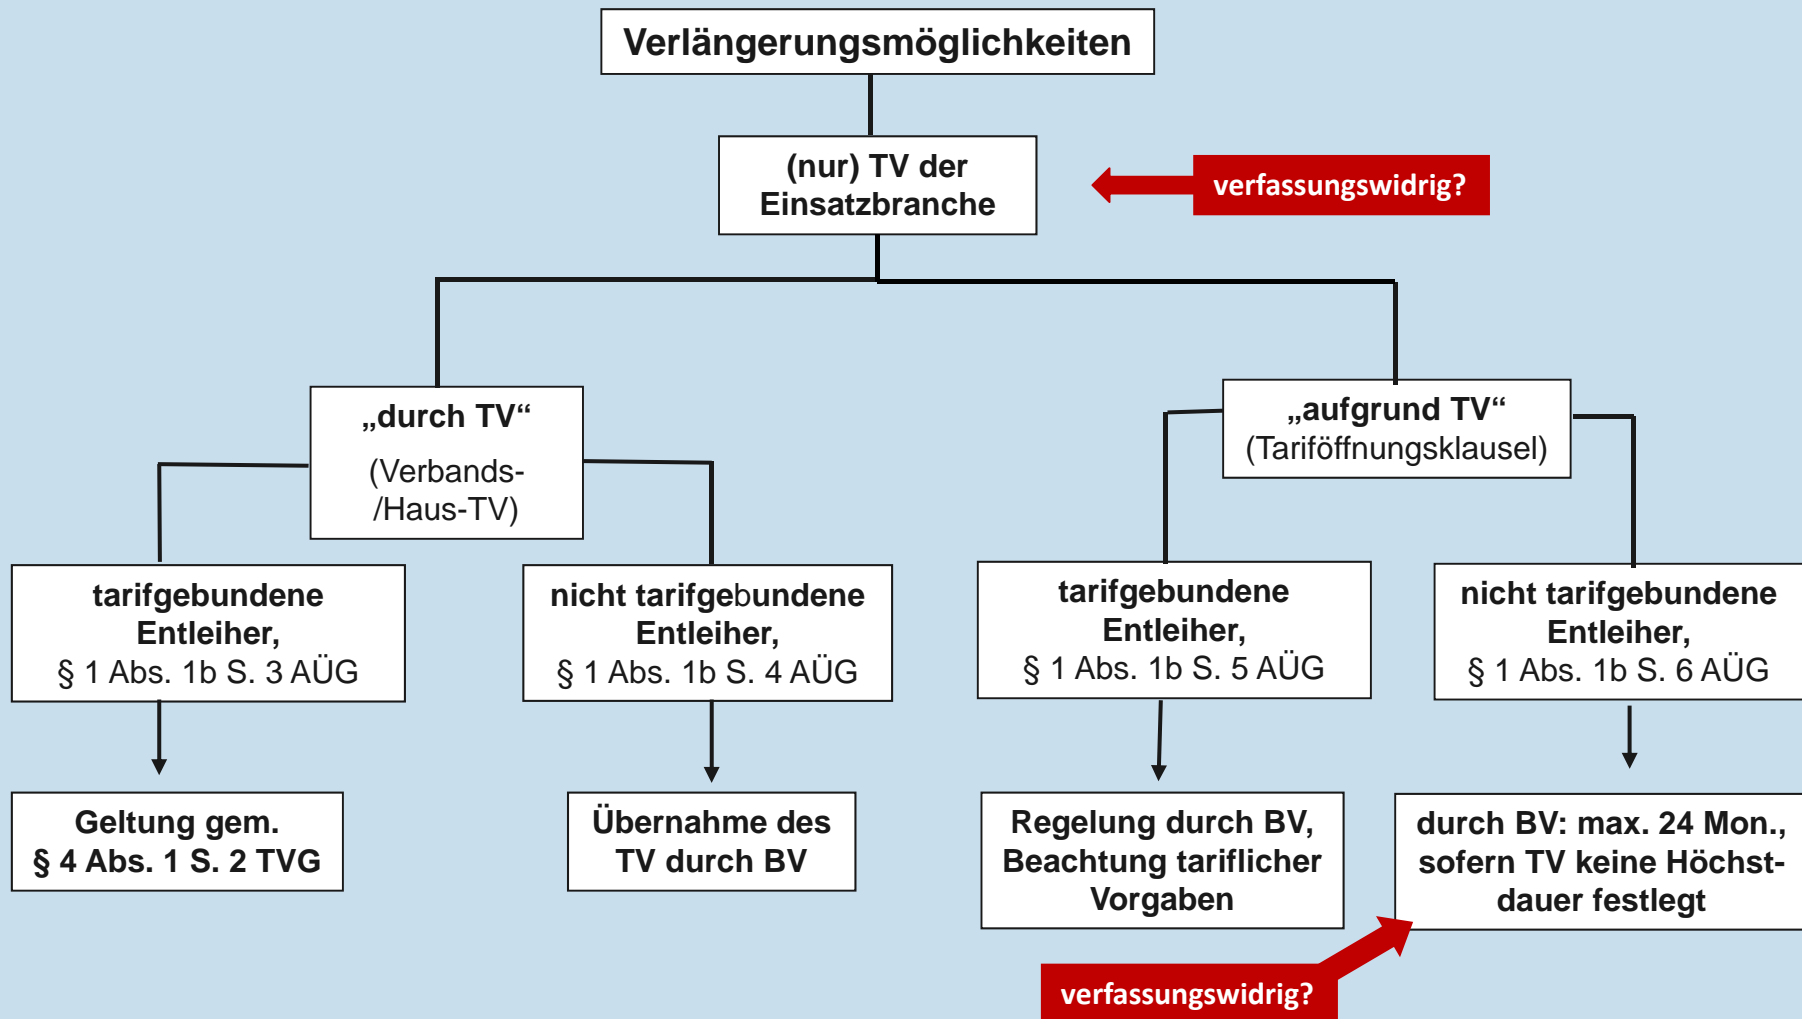 Verlängerungsmöglichkeiten
(nur) TV der
Einsatzbranche
verfassungswidrig?
„durch TV“
(Verbands-
/Haus-TV)
„aufgrund TV“
(Tariföffnungsklausel)
tarifgebundene
Entleiher,
§ 1 Abs. 1b S. 3 AÜG
nicht tarifgebundene
Entleiher,
§ 1 Abs. 1b S. 4 AÜG
tarifgebundene
Entleiher,
§ 1 Abs. 1b S. 5 AÜG
nicht tarifgebundene
Entleiher,
§ 1 Abs. 1b S. 6 AÜG
Geltung gem.
§ 4 Abs. 1 S. 2 TVG
Übernahme des
TV durch BV
Regelung durch BV,
Beachtung tariflicher
Vorgaben
durch BV: max. 24 Mon.,
sofern TV keine Höchst-
dauer festlegt
verfassungswidrig?